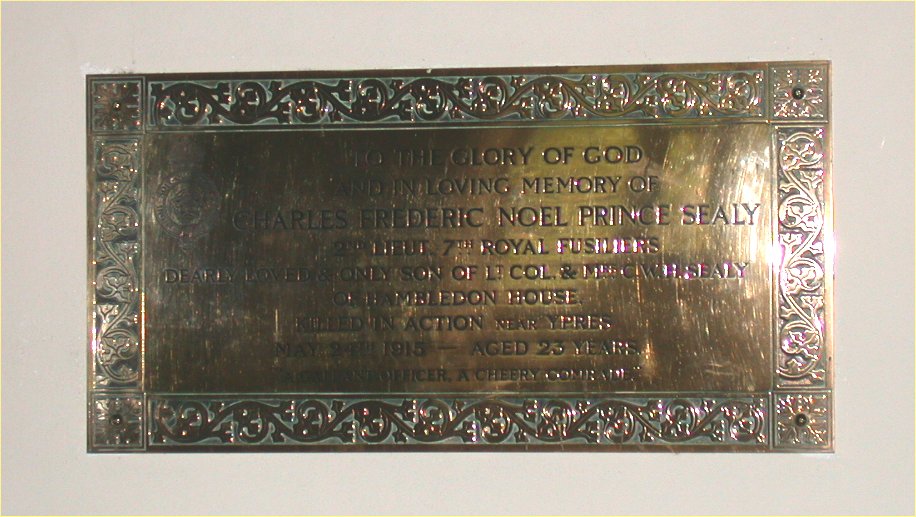 TO THE GLORY OF GOD
AND IN LOVING MEMORY OF
CHARLES FREDERIC NOEL PRINCE SEALY
2ND LIEUT. 7TH ROYAL FUSILIERS
DEARLY LOVED & ONLY SON OF LT COL. & MRS C.W.H. SEALY
OF HAMBLEDON HOUSE.
KILLED IN ACTION NEAR YPRES
MAY 24TH 1915 — AGED 23 YEARS.
"A GALLANT OFFICER, A CHEERY COMRADE."